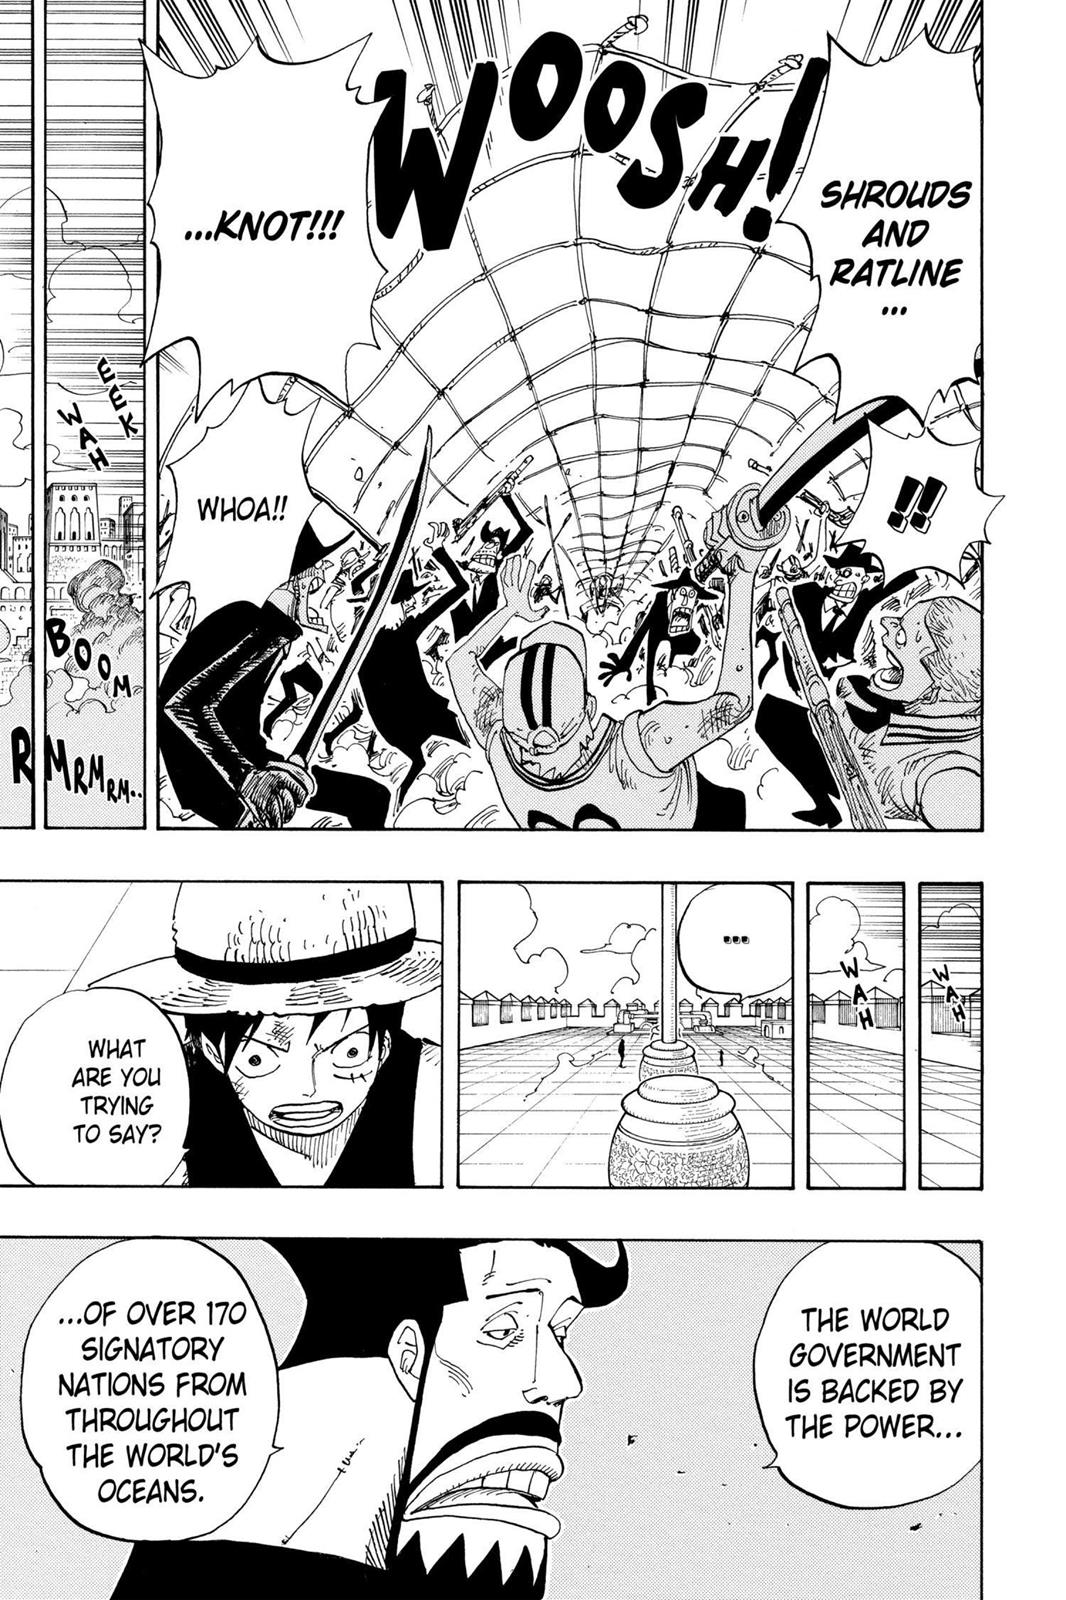 SHROUDS
AND
RATLINE
...
WOOSH!
...KNOT!!!
!!
WHOA!!
EEK
WAH
BOOM
RMRMRM..
WAH
WAH
...
WHAT
ARE YOU
TRYING
TO SAY?
THE WORLD
GOVERNMENT
IS BACKED BY
THE POWER...
...OF OVER 170
SIGNATORY
NATIONS FROM
THROUGHOUT
THE WORLD'S
OCEANS.